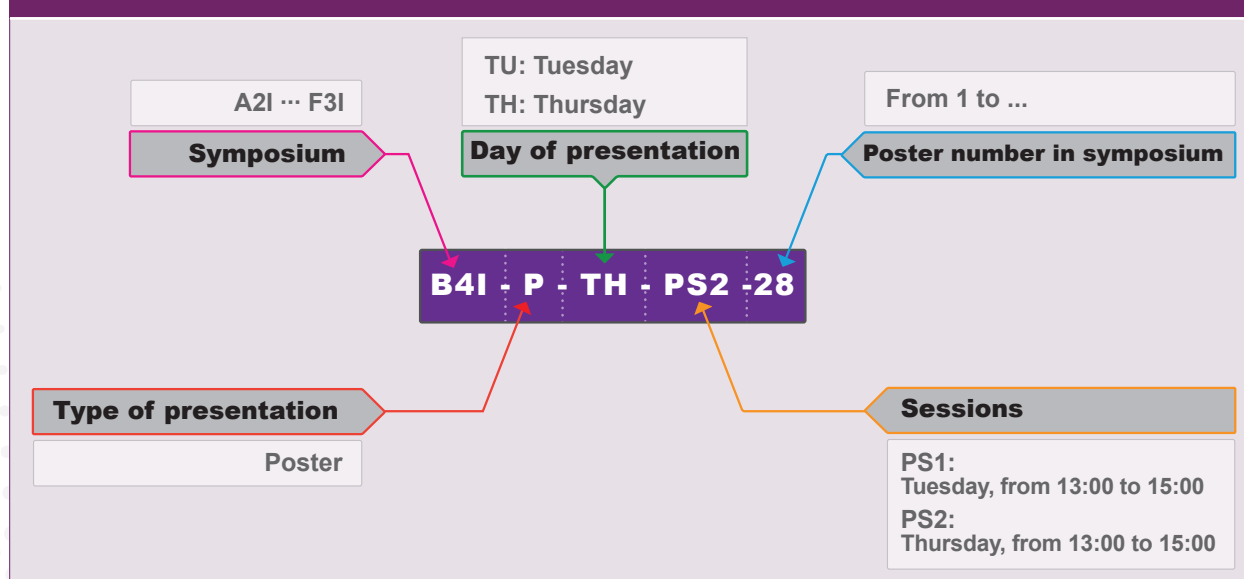 TU: Tuesday
TH: Thursday
A2I ··· F3I
From 1 to ...
Symposium
Day of presentation
Poster number in symposium
B4I - P - TH - PS2 -28
Type of presentation
Sessions
Poster
PS1:
Tuesday, from 13:00 to 15:00
PS2:
Thursday, from 13:00 to 15:00